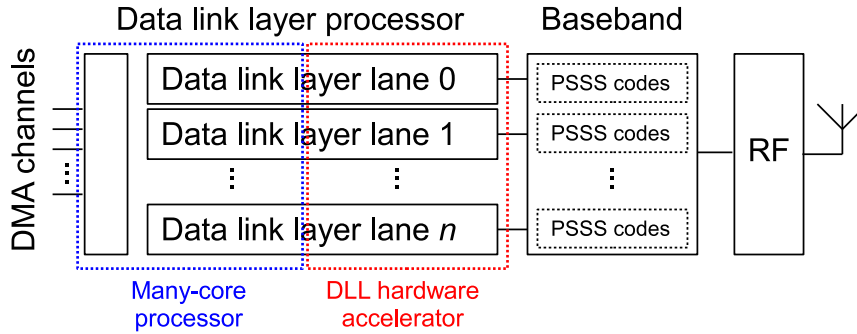 Data link layer processor
Baseband
DMA channels
Data link layer lane 0
PSSS codes
Data link layer lane 1
PSSS codes
RF
Data link layer lane n
PSSS codes
Many-core
processor
DLL hardware
accelerator